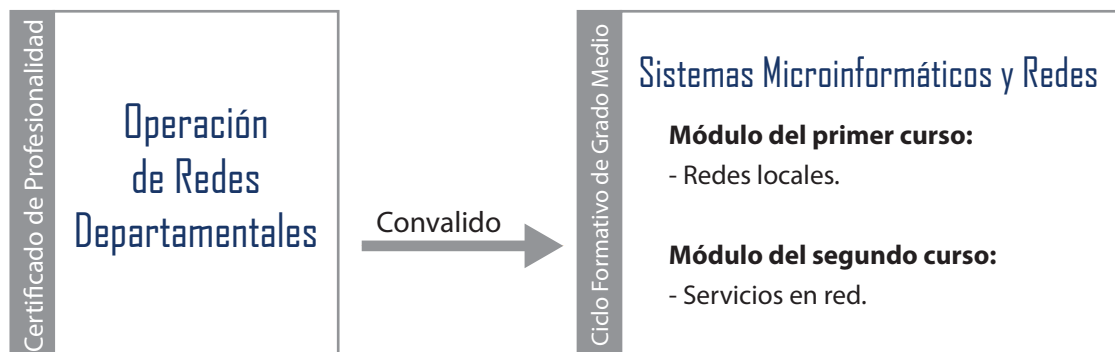 Certificado de Profesionalidad
Operación
de Redes
Departamentales
Convalido
Ciclo Formativo de Grado Medio
Sistemas Microinformáticos y Redes
Módulo del primer curso:
- Redes locales.
Módulo del segundo curso:
- Servicios en red.